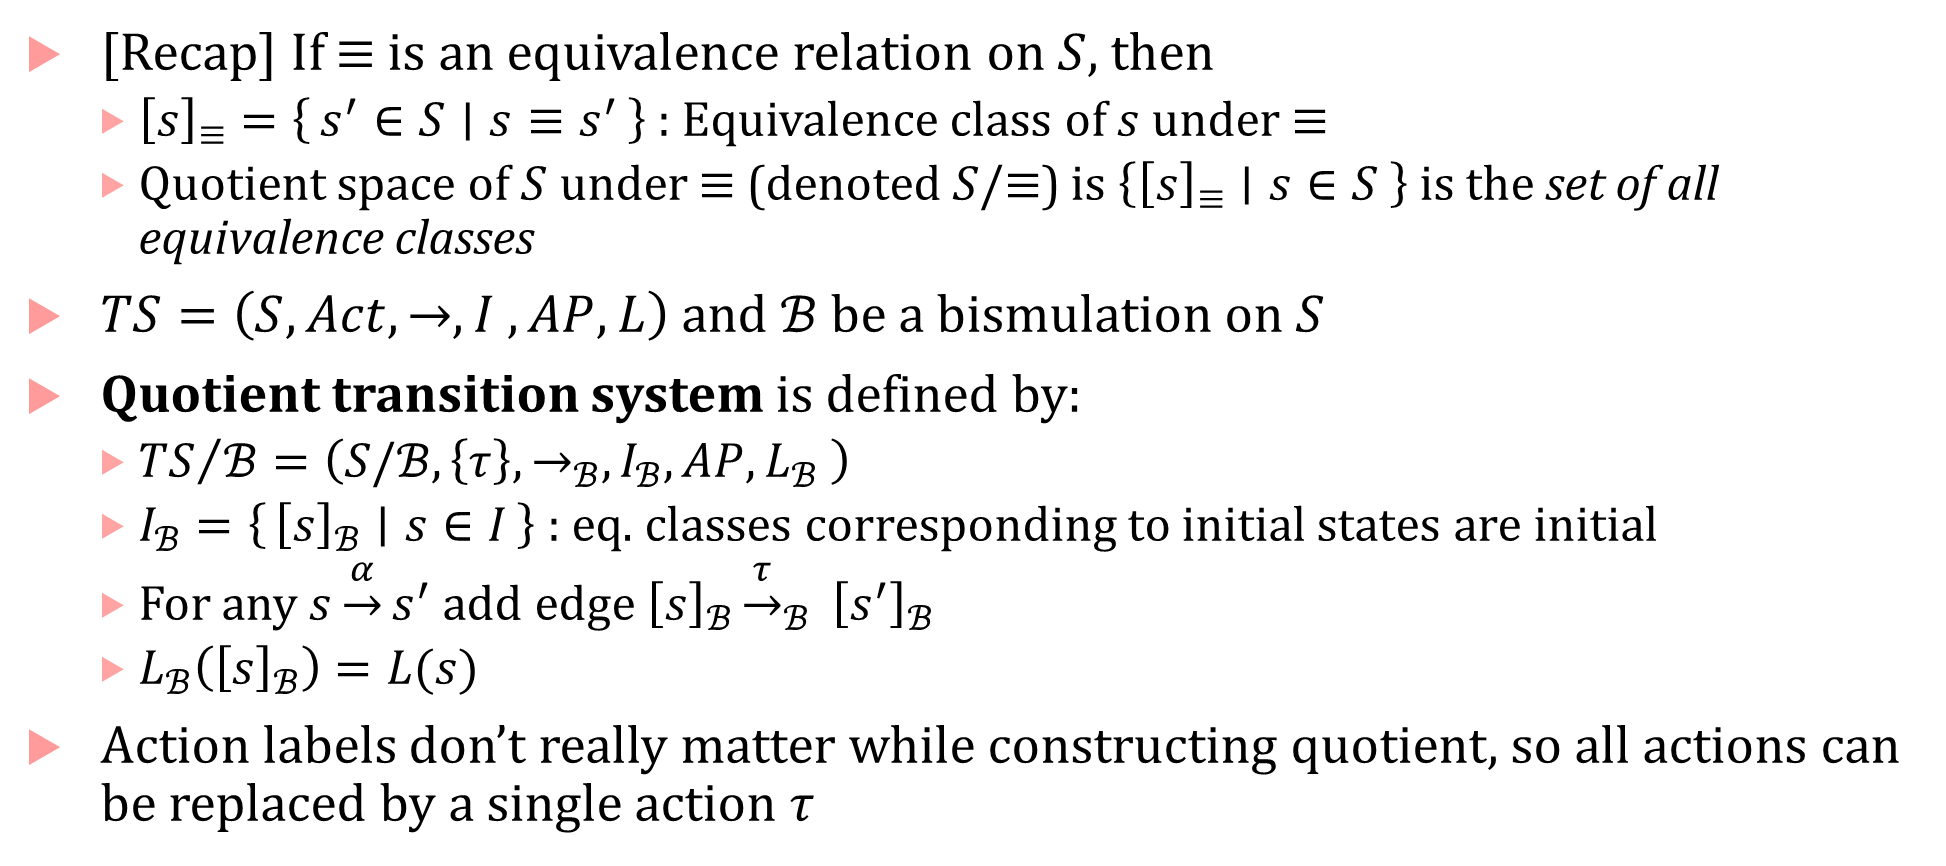 [Recap] If ≡ is an equivalence relation on S, then
[s]≡ = { s′ ∈ S | s ≡ s′ } : Equivalence class of s under ≡
Quotient space of S under ≡ (denoted S/≡) is {[s]≡ | s ∈ S } is the set of all
equivalence classes
TS = (S, Act, →, I , AP, L) and ℬ be a bismulation on S
Quotient transition system is defined by:
TS/ℬ = (S/ℬ, {τ}, →ℬ, Iℬ, AP, Lℬ )
Iℬ = { [s]ℬ | s ∈ I } : eq. classes corresponding to initial states are initial
For any s →^α s′ add edge [s]ℬ →^τ ℬ [s′]ℬ
Lℬ([s]ℬ) = L(s)
Action labels don’t really matter while constructing quotient, so all actions can
be replaced by a single action τ